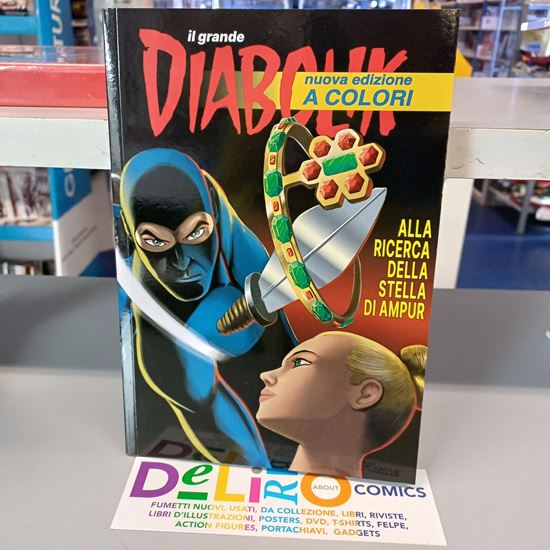 il grande
DIABOLIK
nuova edizione
A COLORI
ALLA
RICERCA
DELLA
STELLA
DI AMPUR
DeLiRO
ABOUT
COMICS
FUMETTI NUOVI, USATI, DA COLLEZIONE, LIBRI, RIVISTE,
LIBRI D'ILLUSTRAZIONI, POSTERS, DVD, T-SHIRTS, FELPE,
ACTION FIGURES, PORTACHIAVI, GADGETS